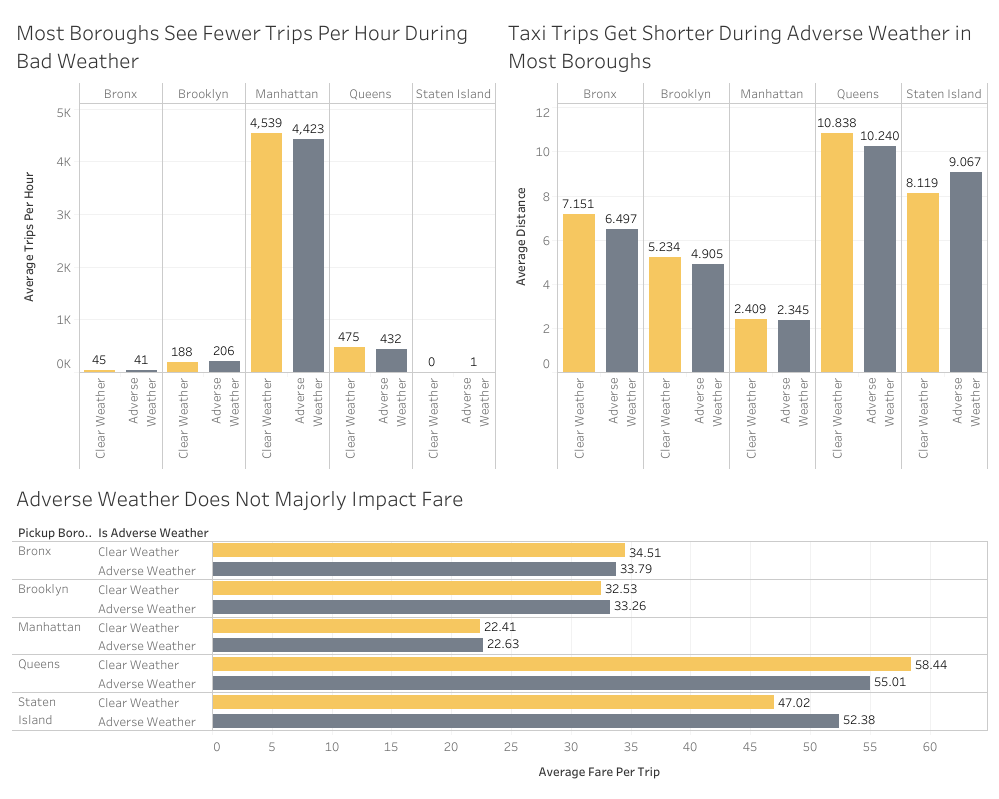 Most Boroughs See Fewer Trips Per Hour During
Bad Weather
Bronx Brooklyn Manhattan Queens Staten Island
5K
4K
3K
2K
1K
0K
Average Trips Per Hour
45 41 188 206 4,539 4,423 475 432 0 1
Clear Weather
Adverse
Weather
Clear Weather
Adverse
Weather
Clear Weather
Adverse
Weather
Clear Weather
Adverse
Weather
Clear Weather
Adverse
Weather
Taxi Trips Get Shorter During Adverse Weather in
Most Boroughs
Bronx Brooklyn Manhattan Queens Staten Island
12
10
8
6
4
2
0
Average Distance
7.151 6.497 5.234 4.905 2.409 2.345 10.838 10.240 8.119 9.067
Clear Weather
Adverse
Weather
Clear Weather
Adverse
Weather
Clear Weather
Adverse
Weather
Clear Weather
Adverse
Weather
Clear Weather
Adverse
Weather
Adverse Weather Does Not Majorly Impact Fare
Pickup Boro.. Is Adverse Weather
Bronx Clear Weather 34.51
Adverse Weather 33.79
Brooklyn Clear Weather 32.53
Adverse Weather 33.26
Manhattan Clear Weather 22.41
Adverse Weather 22.63
Queens Clear Weather 58.44
Adverse Weather 55.01
Staten Clear Weather 47.02
Island Adverse Weather 52.38
0 5 10 15 20 25 30 35 40 45 50 55 60
Average Fare Per Trip